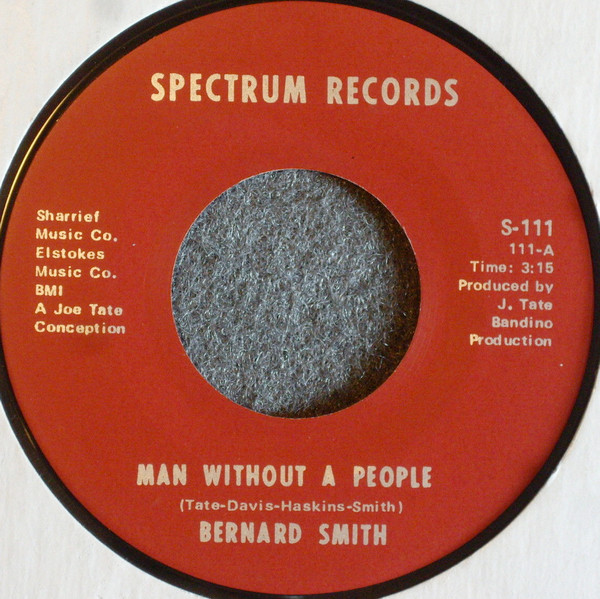 SPECTRUM RECORDS
Sharrief
Music Co.
Elstokes
Music Co.
BMI
A Joe Tate
Conception
S-111
111-A
Time: 3:15
Produced by
J. Tate
Bandino
Production
MAN WITHOUT A PEOPLE
(Tate-Davis-Haskins-Smith)
BERNARD SMITH